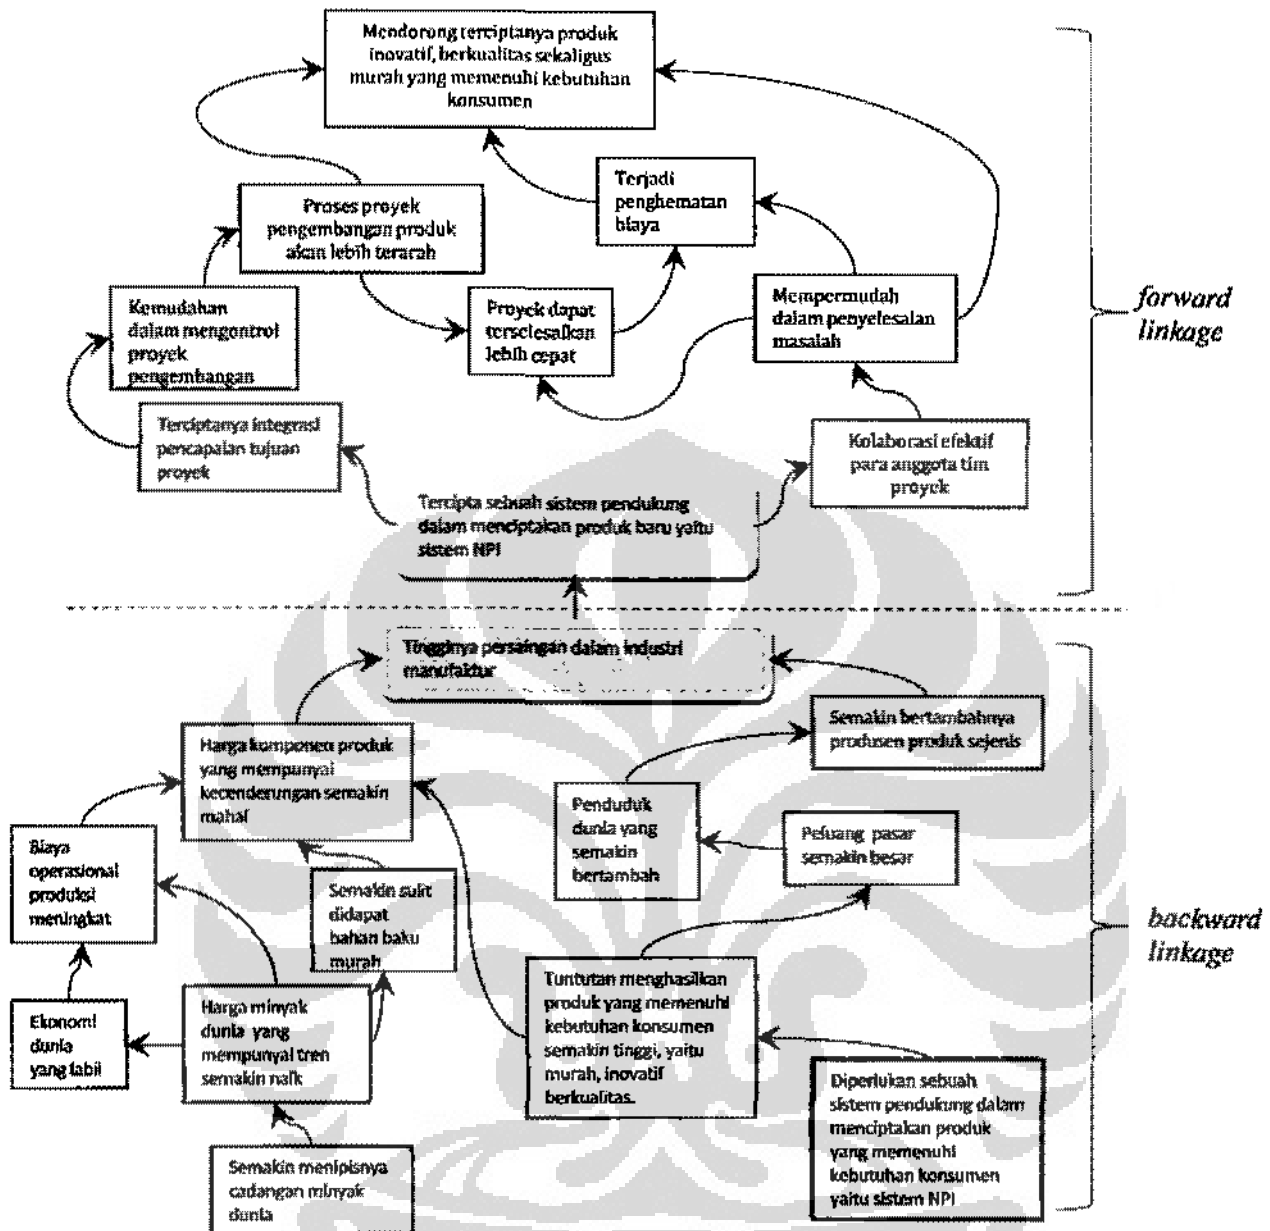 Mendorong terciptanya produk
inovatif, berkualitas sekaligus
murah yang memenuhi kebutuhan
konsumen
Terjadi
penghematan
biaya
Proses proyek
pengembangan produk
akan lebih terarah
Kemudahan
dalam mengontrol
proyek
pengembangan
Proyek dapat
terselesaikan
lebih cepat
Mempermudah
dalam penyelesaian
masalah
forward
linkage
Terciptanya integrasi
pencapaian tujuan
proyek
Kolaborasi efektif
para anggota tim
proyek
Tercipta sebuah sistem pendukung
dalam menciptakan produk baru yaitu
sistem NPI
Tingginya persaingan dalam industri
manufaktur
Semakin bertambahnya
produsen produk sejenis
Harga komponen produk
yang mempunyai
kecenderungan semakin
mahal
Penduduk
dunia yang
semakin
bertambah
Peluang pasar
semakin besar
Biaya
operasional
produksi
meningkat
Semakin sulit
didapat
bahan baku
murah
backward
linkage
Ekonomi
dunia
yang labil
Harga minyak
dunia yang
mempunyai tren
semakin naik
Tuntutan menghasilkan
produk yang memenuhi
kebutuhan konsumen
semakin tinggi, yaitu
murah, inovatif
berkualitas.
Diperlukan sebuah
sistem pendukung dalam
menciptakan produk
yang memenuhi
kebutuhan konsumen
yaitu sistem NPI
Semakin menipisnya
cadangan minyak
dunia